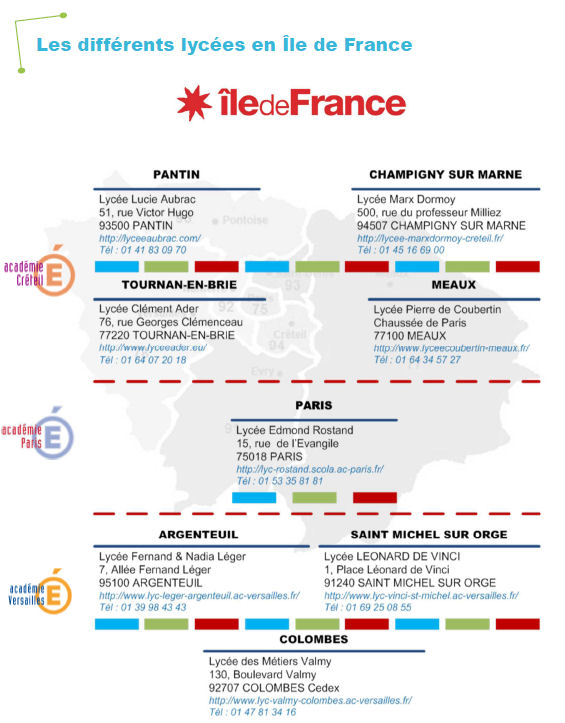 Les différents lycées en Île de France
îledeFrance
PANTIN
Lycée Lucie Aubrac
51, rue Victor Hugo
93500 PANTIN
http://lyceeaubrac.com/
Tél : 01 41 83 09 70
CHAMPIGNY SUR MARNE
Lycée Marx Dormoy
500, rue du professeur Milliez
94507 CHAMPIGNY SUR MARNE
http://lycee-marxdormoy-creteil.fr/
Tél : 01 45 16 69 00
Pontoise
académie
Créteil
93
92
75
Créteil
94
Evry
TOURNAN-EN-BRIE
Lycée Clément Ader
76, rue Georges Clémenceau
77220 TOURNAN-EN-BRIE
http://www.lyceeader.eu/
Tél : 01 64 07 20 18
MEAUX
Lycée Pierre de Coubertin
Chaussée de Paris
77100 MEAUX
http://www.lyceecoubertin-meaux.fr/
Tél : 01 64 34 57 27
académie
Paris
PARIS
Lycée Edmond Rostand
15, rue de l'Evangile
75018 PARIS
http://lyc-rostand.scola.ac-paris.fr/
Tél : 01 53 35 81 81
académie
Versailles
ARGENTEUIL
Lycée Fernand & Nadia Léger
7, Allée Fernand Léger
95100 ARGENTEUIL
http://www.lyc-leger-argenteuil.ac-versailles.fr/
Tél : 01 39 98 43 43
SAINT MICHEL SUR ORGE
Lycée LEONARD DE VINCI
1, Place Léonard de Vinci
91240 SAINT MICHEL SUR ORGE
http://www.lyc-vinci-st-michel.ac-versailles.fr/
Tél : 01 69 25 08 55
COLOMBES
Lycée des Métiers Valmy
130, Boulevard Valmy
92707 COLOMBES Cedex
http://www.lyc-valmy-colombes.ac-versailles.fr/
Tél : 01 47 81 34 16